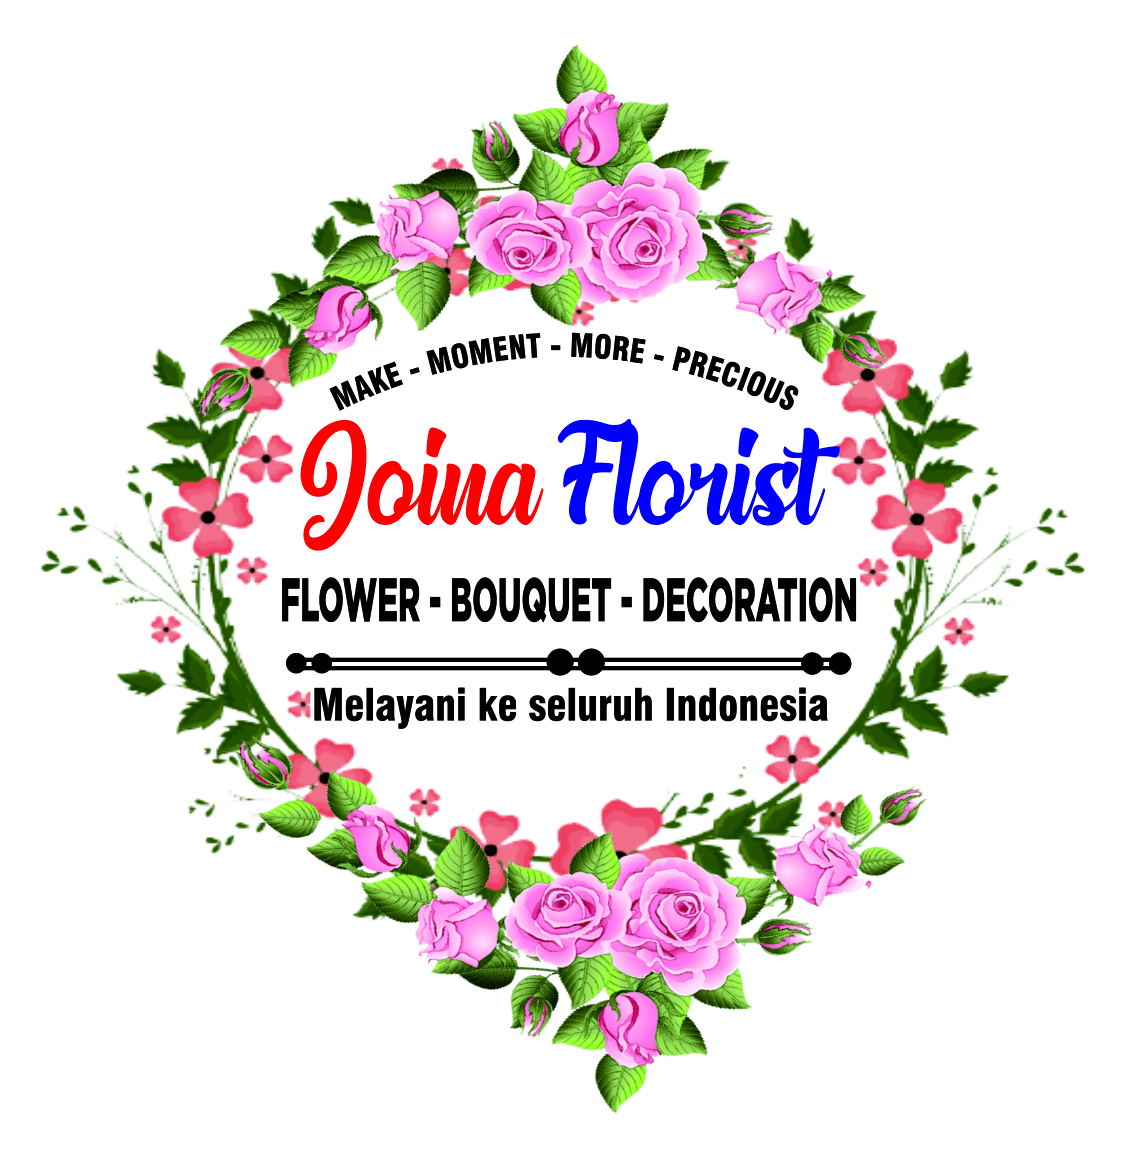 MAKE - MOMENT - MORE - PRECIOUS
Joina Florist
FLOWER - BOUQUET - DECORATION
Melayani ke seluruh Indonesia